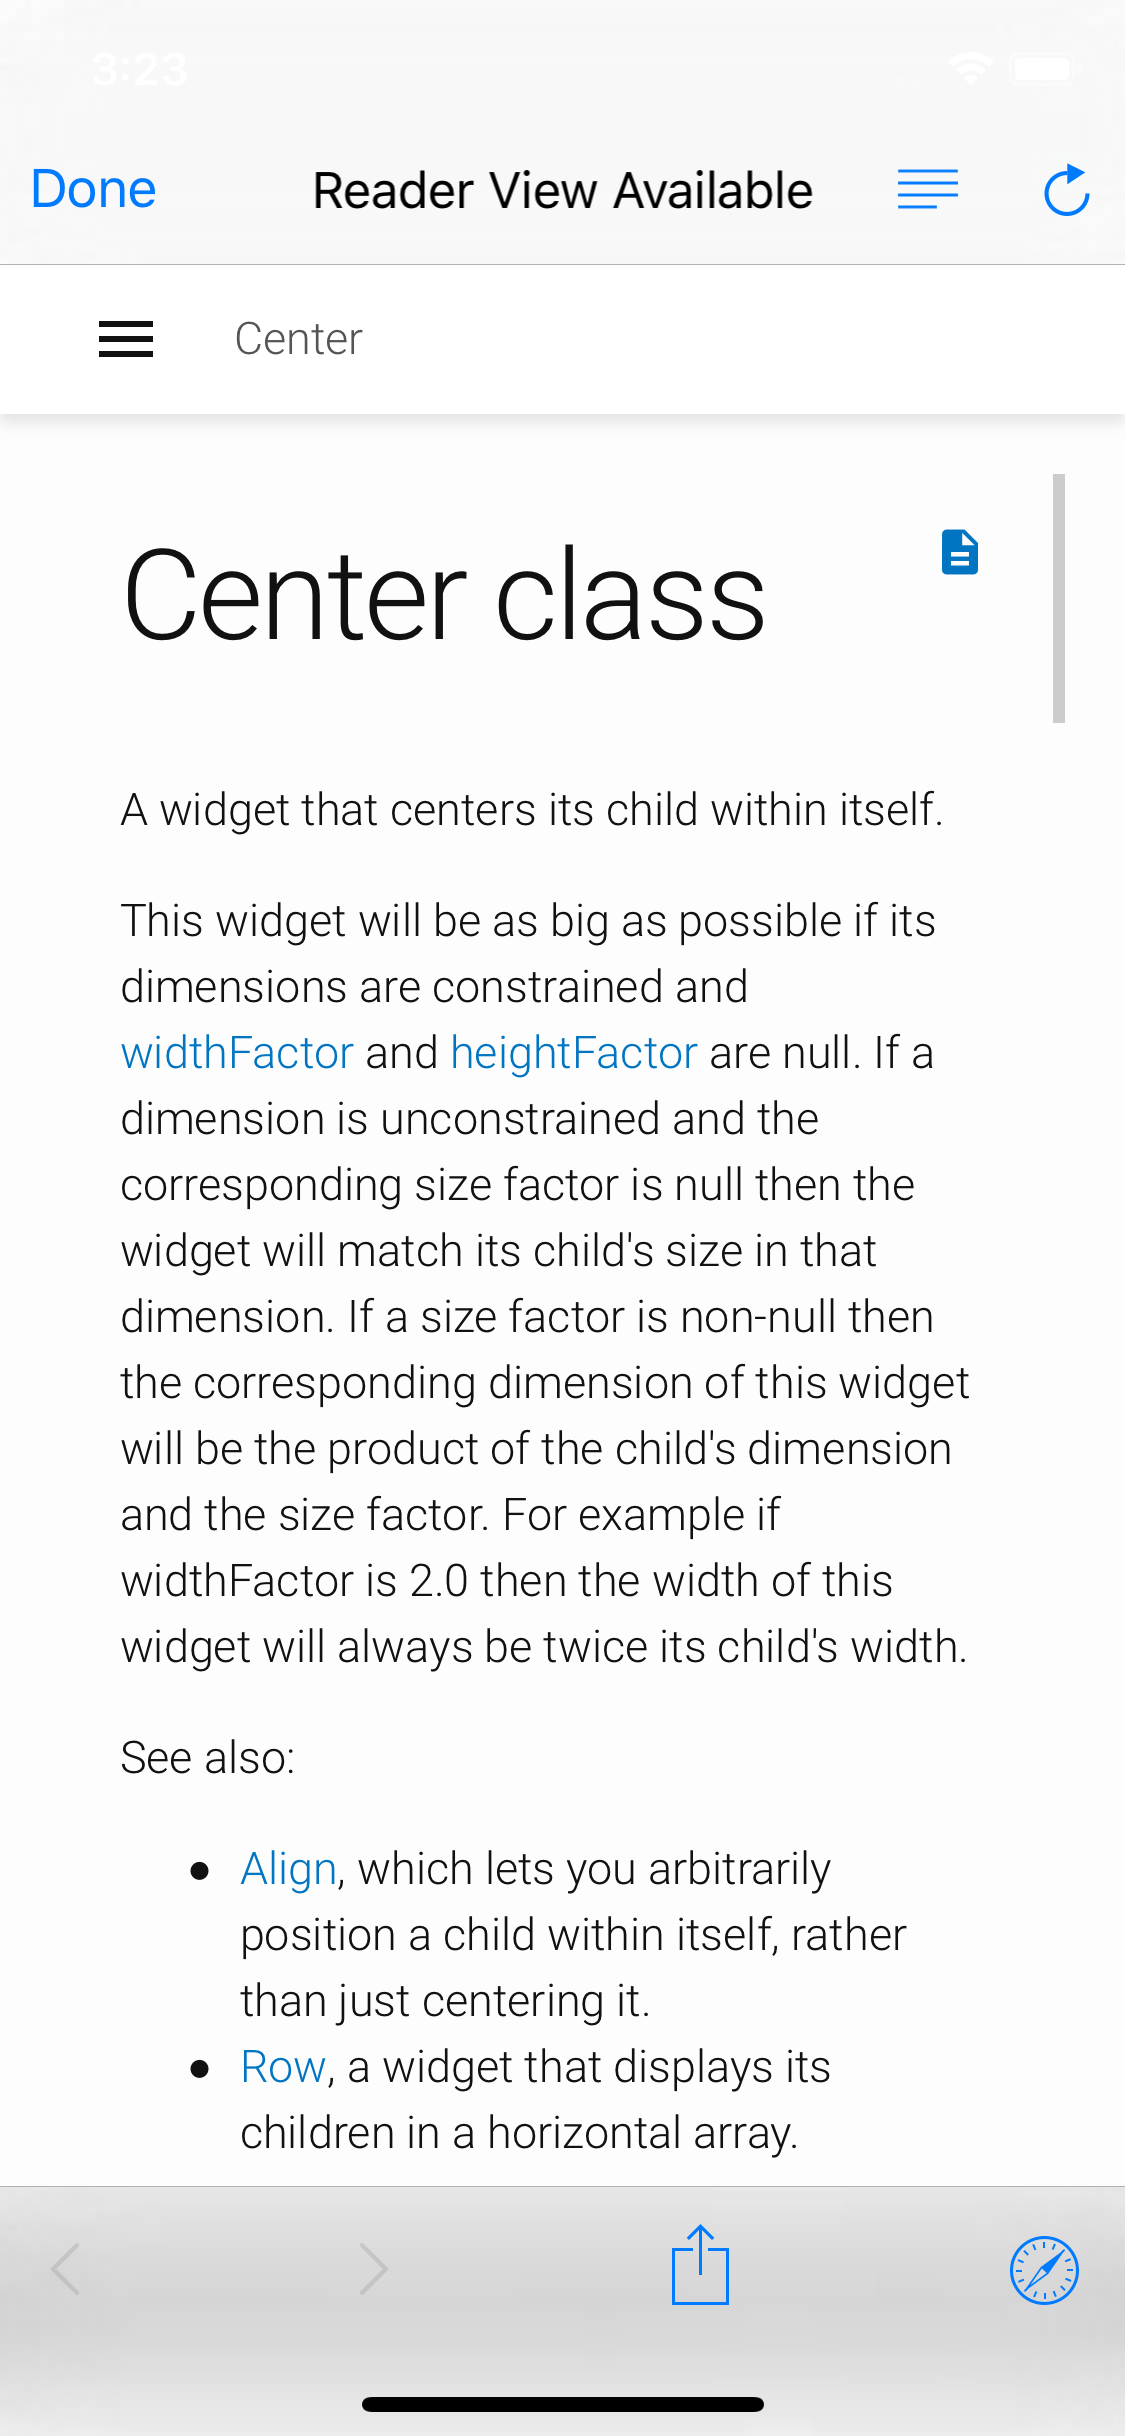 3:23
Done
Reader View Available
Center
Center class
A widget that centers its child within itself.
This widget will be as big as possible if its
dimensions are constrained and
widthFactor and heightFactor are null. If a
dimension is unconstrained and the
corresponding size factor is null then the
widget will match its child's size in that
dimension. If a size factor is non-null then
the corresponding dimension of this widget
will be the product of the child's dimension
and the size factor. For example if
widthFactor is 2.0 then the width of this
widget will always be twice its child's width.
See also:
● Align, which lets you arbitrarily
position a child within itself, rather
than just centering it.
● Row, a widget that displays its
children in a horizontal array.